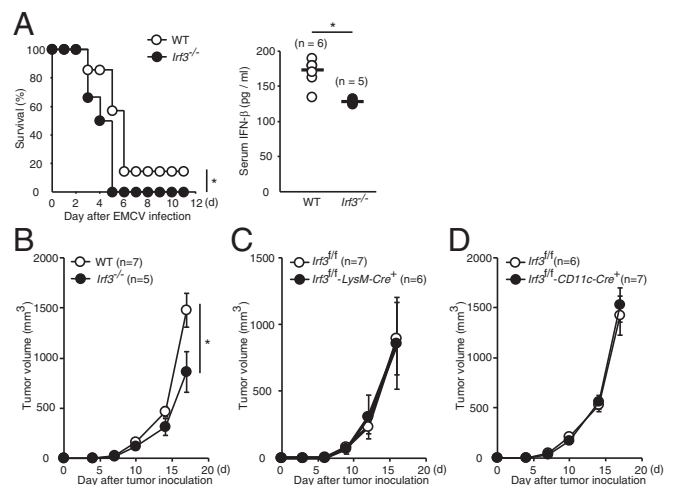 A
WT
Irf3-/-
Survival (%)
100
80
60
40
20
0
0 2 4 6 8 10 12 (d)
Day after EMCV infection
*
*
(n = 6)
(n = 5)
Serum IFN-β (pg / ml)
200
150
100
50
0
WT Irf3-/-
B
WT (n=7)
Irf3-/- (n=5)
Tumor volume (mm3)
2000
1500
1000
500
0
*
0 5 10 15 20 (d)
Day after tumor inoculation
C
Irf3f/f (n=7)
Irf3f/f-LysM-Cre+ (n=6)
Tumor volume (mm3)
1500
1000
500
0
0 5 10 15 20 (d)
Day after tumor inoculation
D
Irf3f/f (n=6)
Irf3f/f-CD11c-Cre+ (n=7)
Tumor volume (mm3)
2000
1500
1000
500
0
0 5 10 15 20 (d)
Day after tumor inoculation